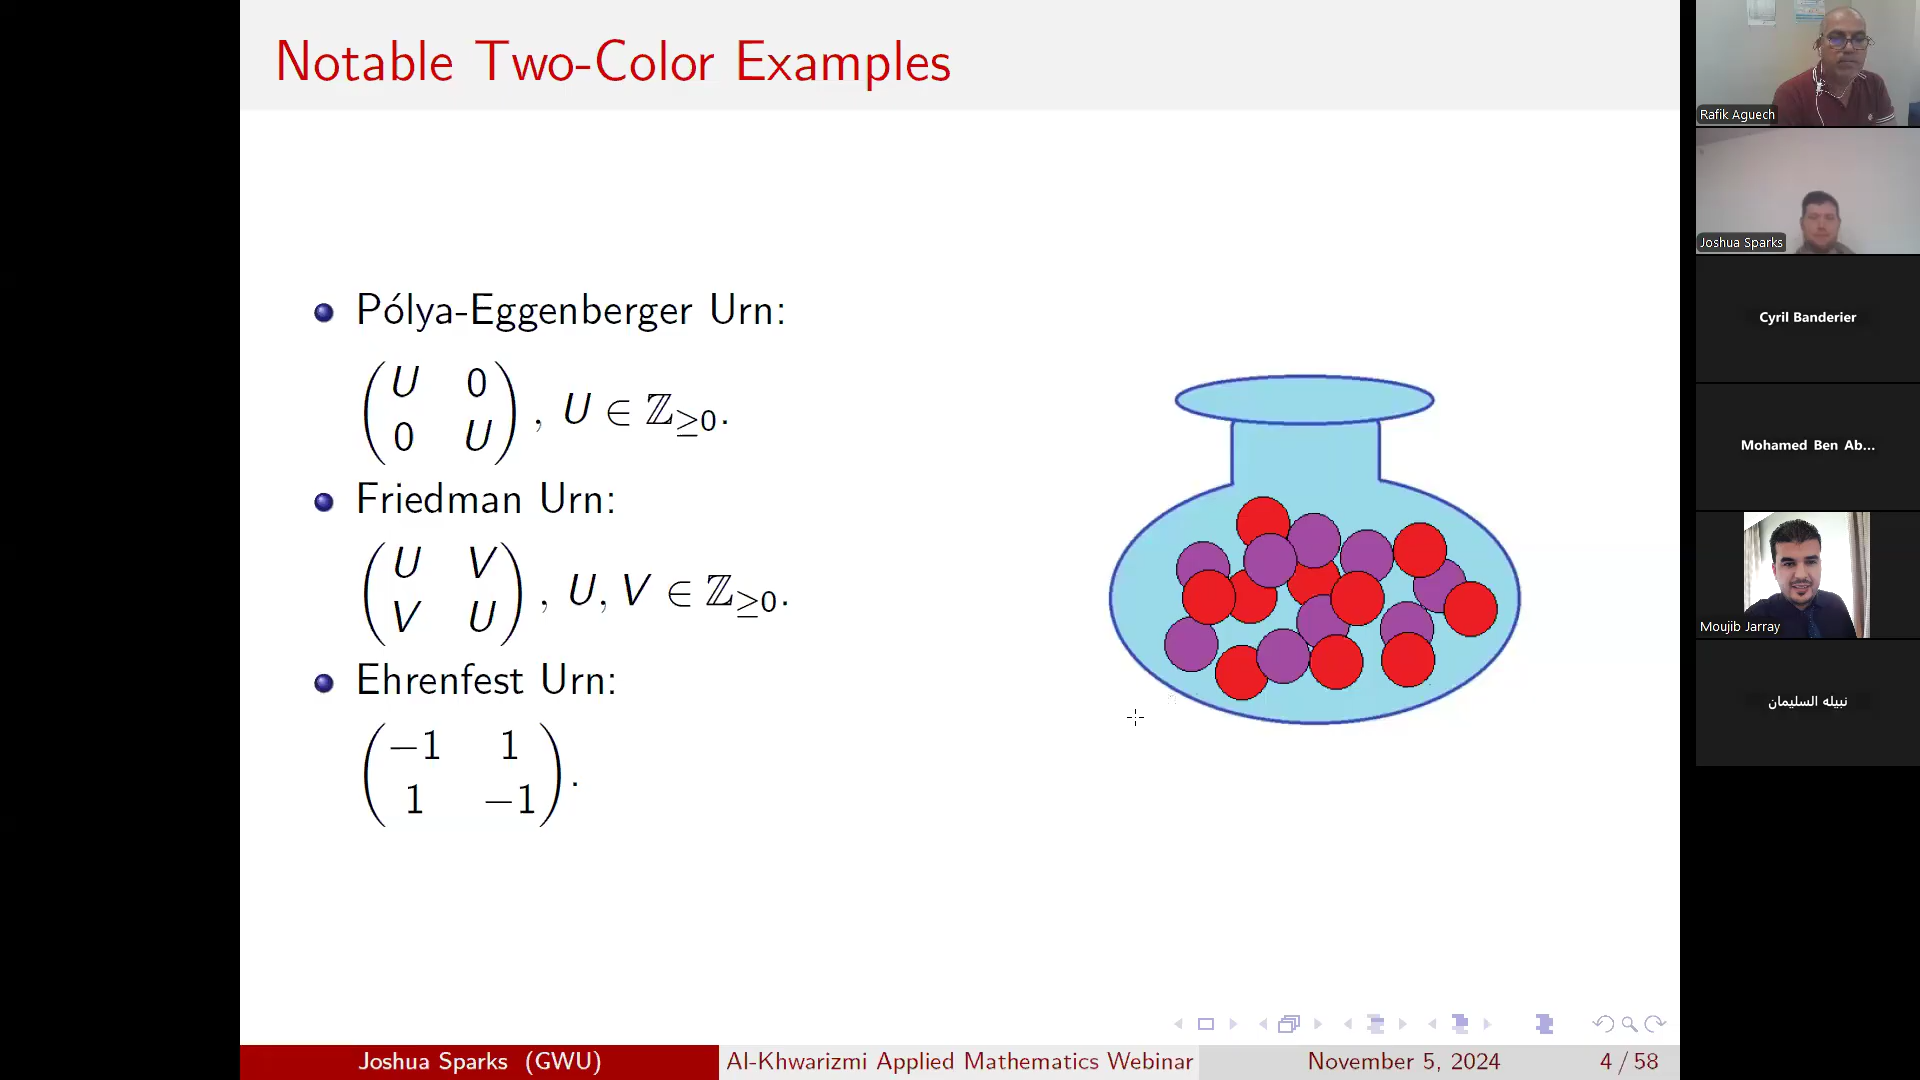 Notable Two-Color Examples
Pólya-Eggenberger Urn:
(U 0
0 U), U ∈ ℤ≥0.
Friedman Urn:
(U V
V U), U, V ∈ ℤ≥0.
Ehrenfest Urn:
(−1 1
1 −1).
Joshua Sparks (GWU)
Al-Khwarizmi Applied Mathematics Webinar
November 5, 2024
4 / 58
Rafik Aguech
Joshua Sparks
Cyril Banderier
Mohamed Ben Ab...
Moujib Jarray
نبيله السليمان